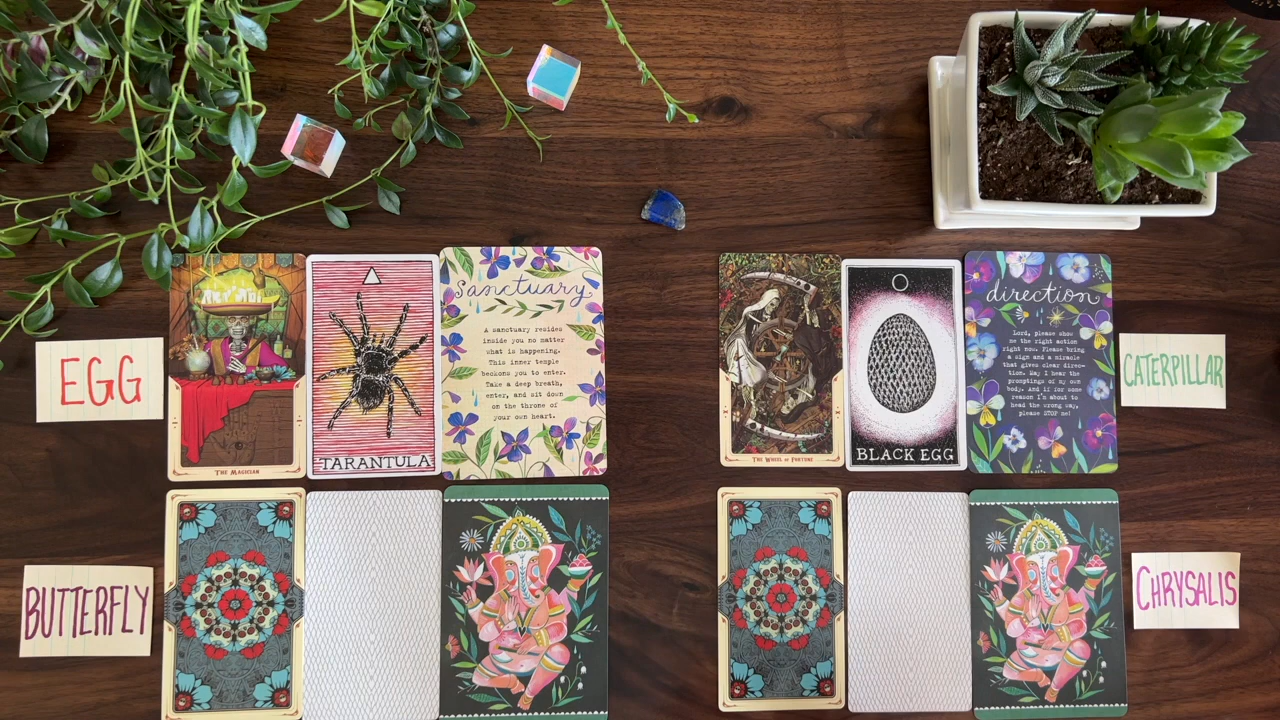 EGG
THE MAGICIAN
TARANTULA
sanctuary
A sanctuary resides
inside you no matter
what is happening.
This inner temple
beckons you to enter.
Take a deep breath,
enter, and sit down
on the throne of
your own heart.
THE WHEEL OF FORTUNE
BLACK EGG
direction
Lord, please show
me the right action
right now. Please bring
a sign and a miracle
that gives clear direc-
tion. May I hear the
promptings of my own
body. And if for some
reason I'm about to
head the wrong way,
please STOP me!
CATERPILLAR
BUTTERFLY
CHRYSALIS